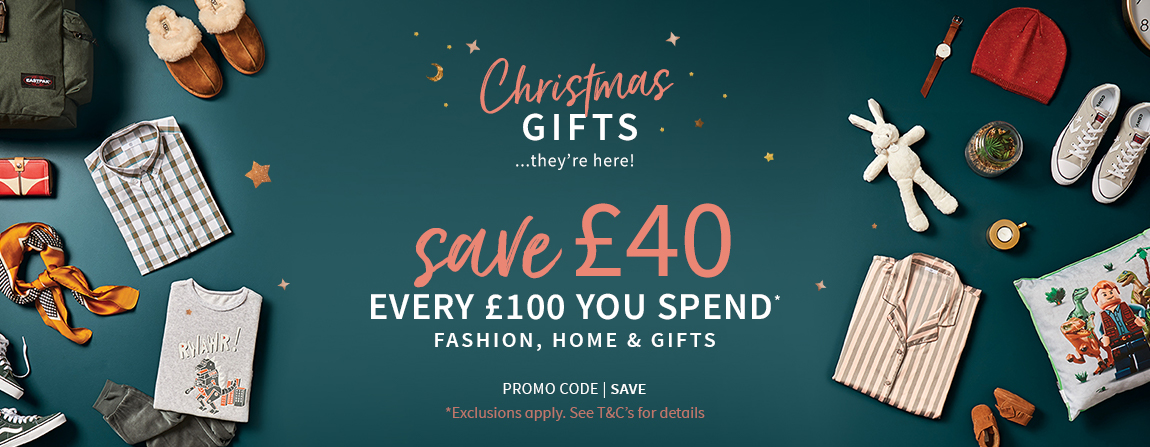 EASTPAK
Christmas
GIFTS
...they're here!
save £40
EVERY £100 YOU SPEND*
FASHION, HOME & GIFTS
PROMO CODE | SAVE
*Exclusions apply. See T&C's for details
RWAWR!